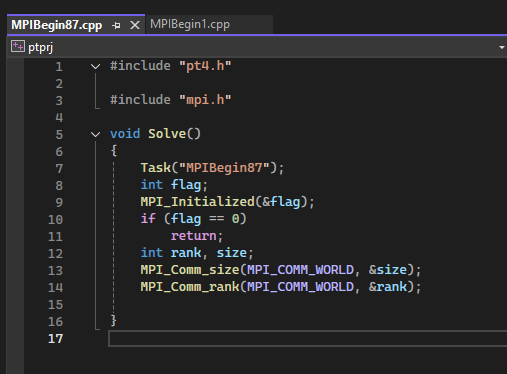 MPIBegin87.cpp MPIBegin1.cpp
ptprj
1 #include "pt4.h"
2
3 #include "mpi.h"
4
5 void Solve()
6 {
7     Task("MPIBegin87");
8     int flag;
9     MPI_Initialized(&flag);
10     if (flag == 0)
11         return;
12     int rank, size;
13     MPI_Comm_size(MPI_COMM_WORLD, &size);
14     MPI_Comm_rank(MPI_COMM_WORLD, &rank);
15
16 }
17